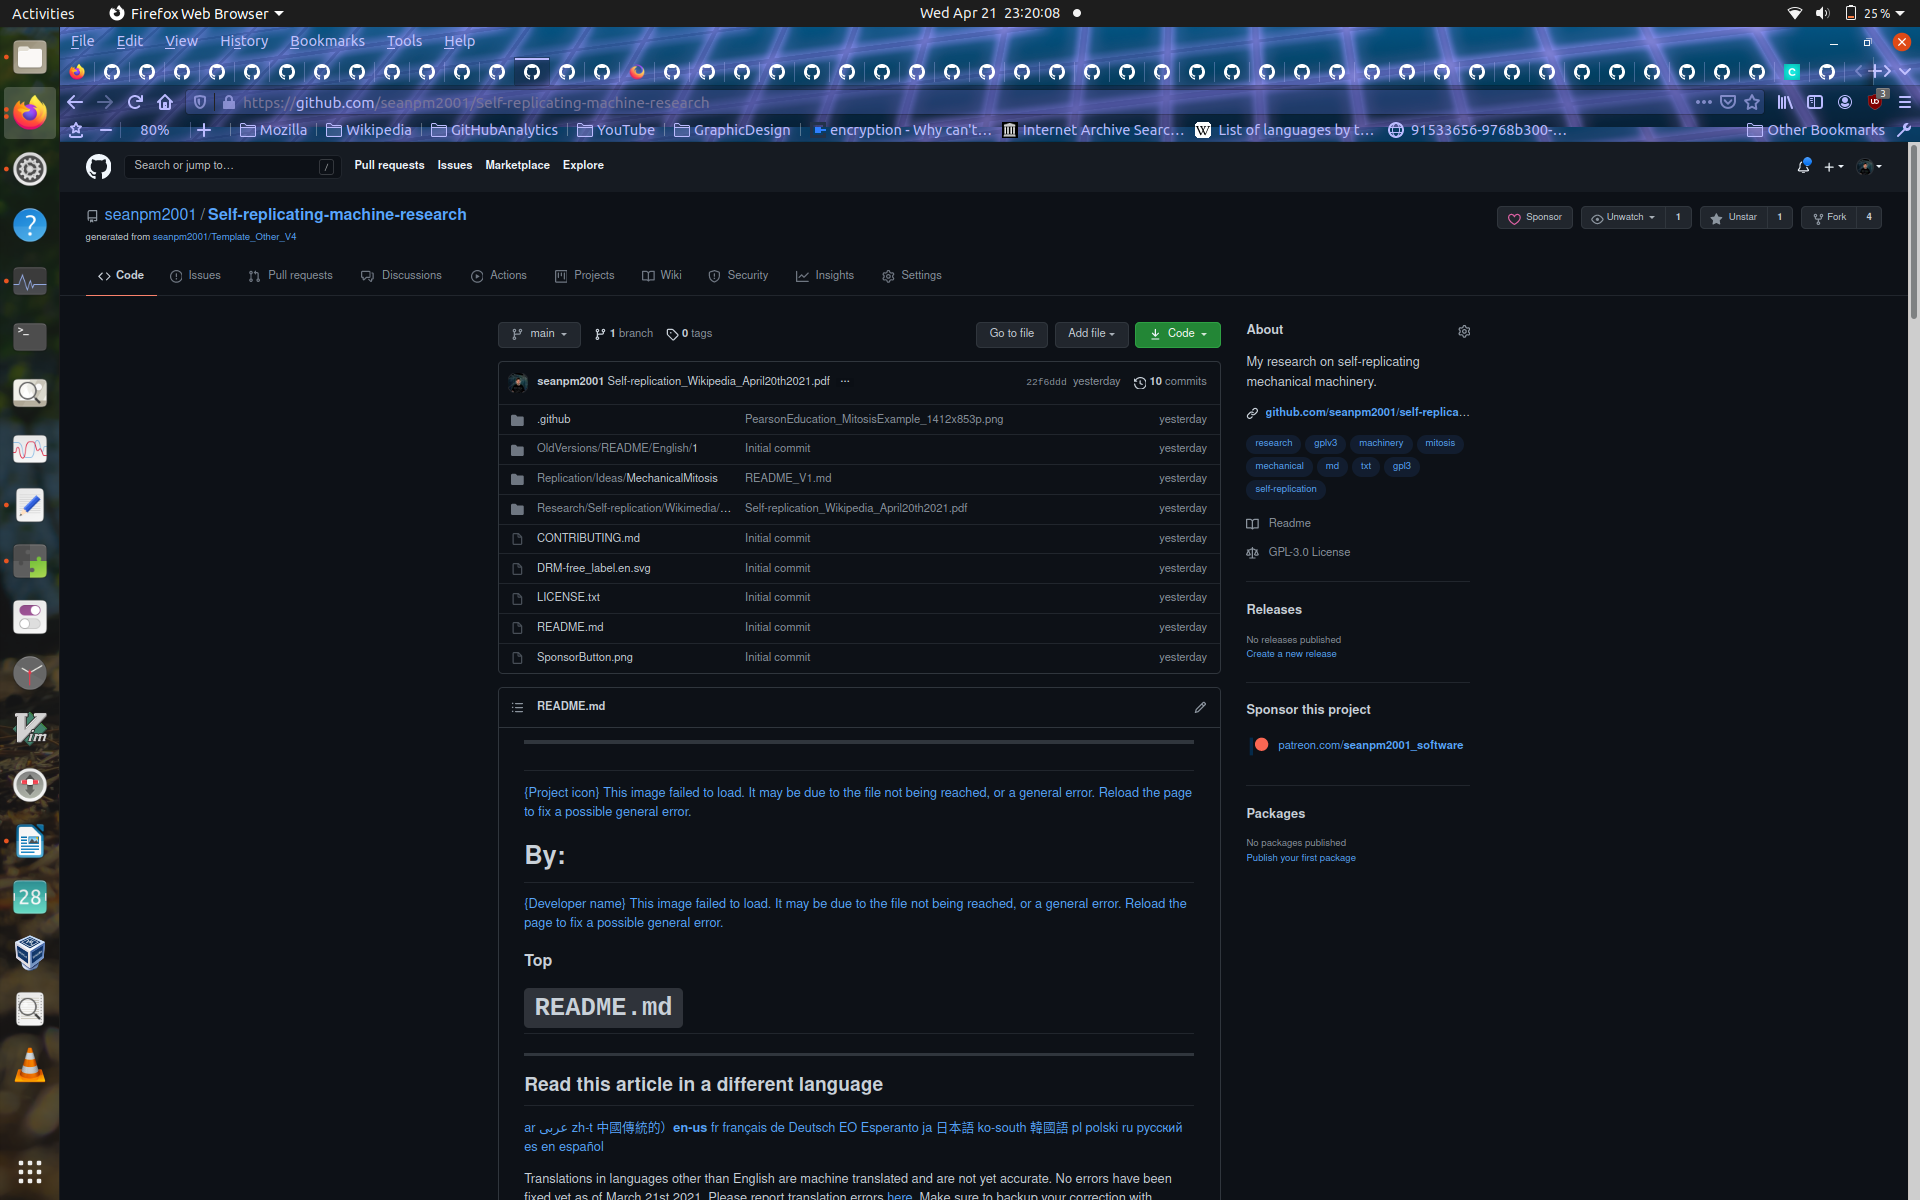 Activities Firefox Web Browser Wed Apr 21 23:20:08 25 %
File Edit View History Bookmarks Tools Help
https://github.com/seanpm2001/Self-replicating-machine-research 3
80% Mozilla Wikipedia GitHubAnalytics YouTube GraphicDesign encryption - Why can't… Internet Archive Searc… List of languages by t… 91533656-9768b300-… Other Bookmarks
Search or jump to… / Pull requests Issues Marketplace Explore
seanpm2001 / Self-replicating-machine-research Sponsor Unwatch 1 Unstar 1 Fork 4
generated from seanpm2001/Template_Other_V4
Code Issues Pull requests Discussions Actions Projects Wiki Security Insights Settings
main 1 branch 0 tags Go to file Add file Code
seanpm2001 Self-replication_Wikipedia_April20th2021.pdf ... 22f6ddd yesterday 10 commits
.github PearsonEducation_MitosisExample_1412x853p.png yesterday
OldVersions/README/English/1 Initial commit yesterday
Replication/Ideas/MechanicalMitosis README_V1.md yesterday
Research/Self-replication/Wikimedia/… Self-replication_Wikipedia_April20th2021.pdf yesterday
CONTRIBUTING.md Initial commit yesterday
DRM-free_label.en.svg Initial commit yesterday
LICENSE.txt Initial commit yesterday
README.md Initial commit yesterday
SponsorButton.png Initial commit yesterday
README.md
{Project icon} This image failed to load. It may be due to the file not being reached, or a general error. Reload the page
to fix a possible general error.
By:
{Developer name} This image failed to load. It may be due to the file not being reached, or a general error. Reload the
page to fix a possible general error.
Top
README.md
Read this article in a different language
ar عربى zh-t 中國傳統的）en-us fr français de Deutsch EO Esperanto ja 日本語 ko-south 韓國語 pl polski ru русский
es en español
Translations in languages other than English are machine translated and are not yet accurate. No errors have been
fixed yet as of March 21st 2021. Please report translation errors here. Make sure to backup your correction with
About
My research on self-replicating
mechanical machinery.
github.com/seanpm2001/self-replica…
research gplv3 machinery mitosis
mechanical md txt gpl3
self-replication
Readme
GPL-3.0 License
Releases
No releases published
Create a new release
Sponsor this project
patreon.com/seanpm2001_software
Packages
No packages published
Publish your first package
28
Vim